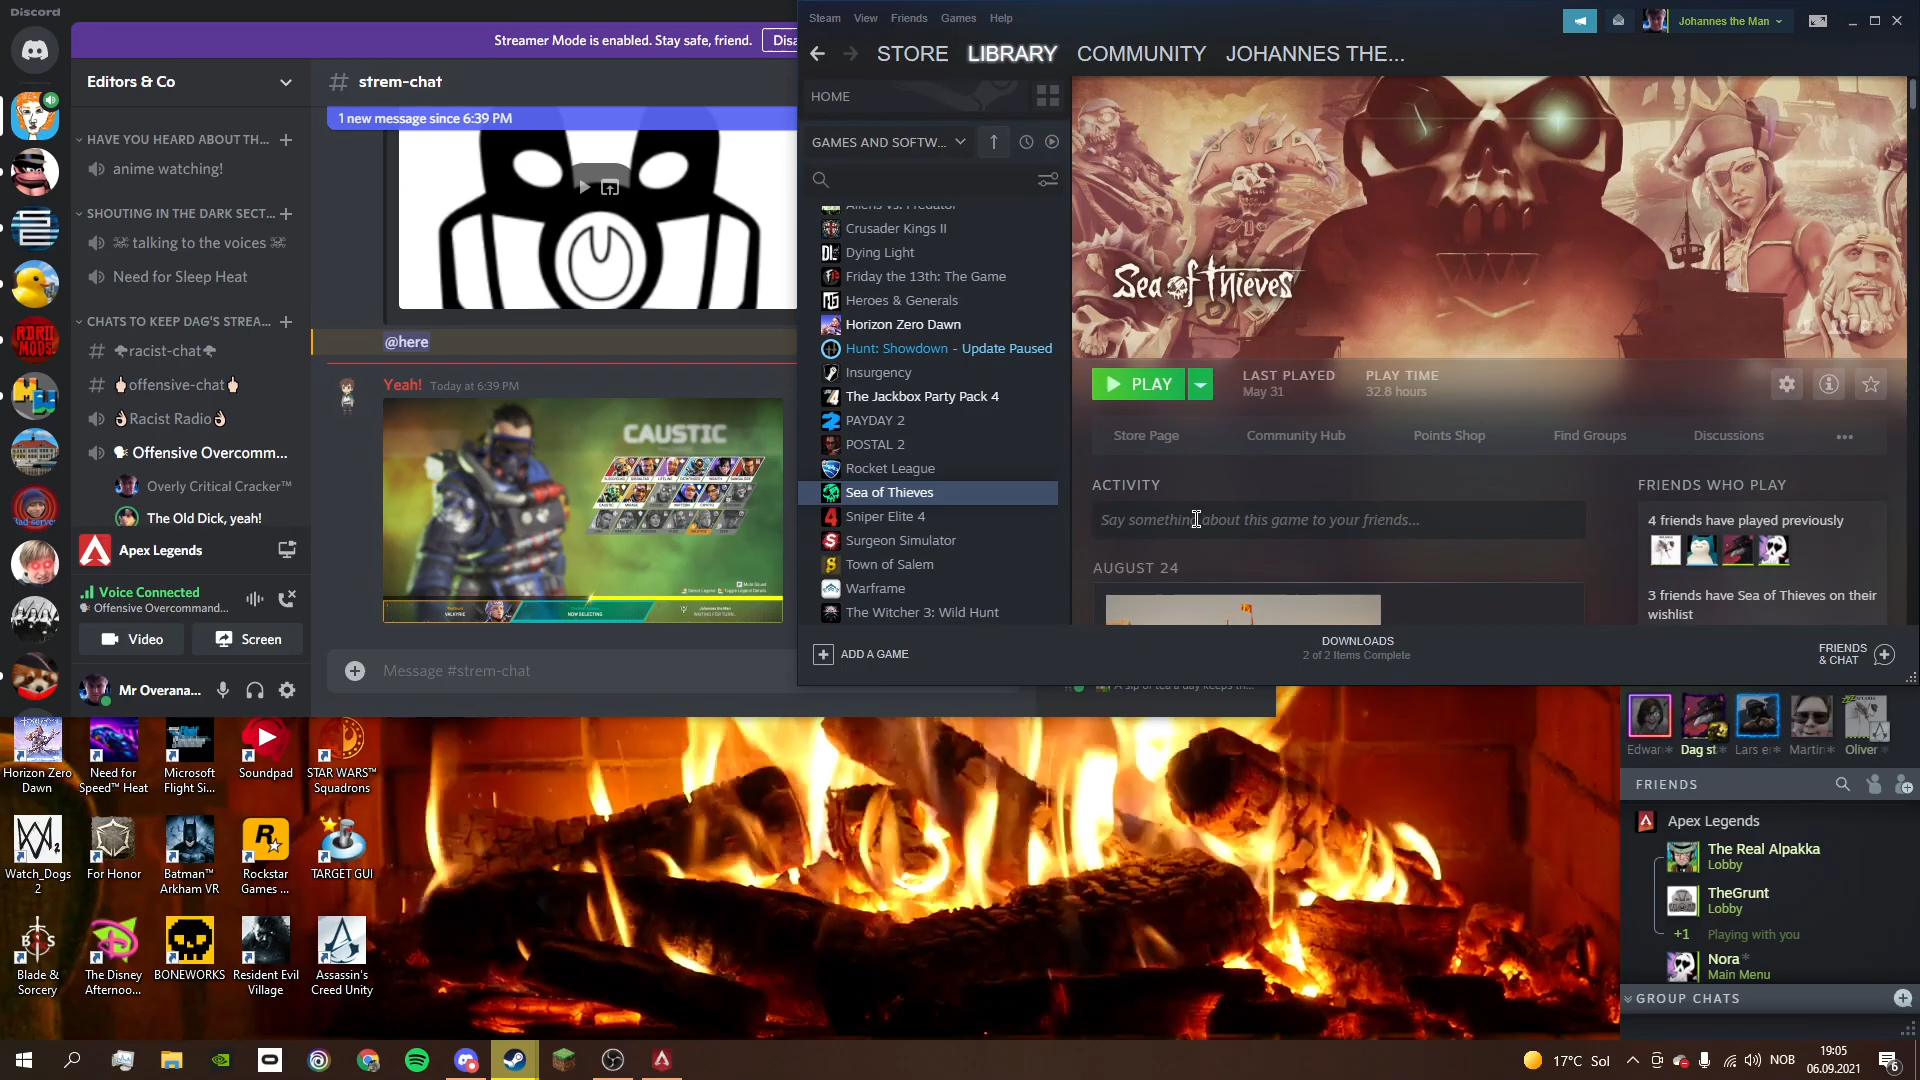 Discord
Streamer Mode is enabled. Stay safe, friend.
Editors & Co
strem-chat
1 new message since 6:39 PM
HAVE YOU HEARD ABOUT TH...
anime watching!
SHOUTING IN THE DARK SECT...
talking to the voices
Need for Sleep Heat
CHATS TO KEEP DAG'S STREA...
racist-chat
offensive-chat
Racist Radio
Offensive Overcomm...
Overly Critical Cracker™
The Old Dick, yeah!
Apex Legends
Voice Connected
Offensive Overcommand...
Video
Screen
Mr Overana...
@here
Yeah! Today at 6:39 PM
CAUSTIC
VALKYRIE
NOW SELECTING
Message #strem-chat
Steam View Friends Games Help
Johannes the Man
STORE LIBRARY COMMUNITY JOHANNES THE...
HOME
GAMES AND SOFTW...
Aliens vs. Predator
Crusader Kings II
Dying Light
Friday the 13th: The Game
Heroes & Generals
Horizon Zero Dawn
Hunt: Showdown - Update Paused
Insurgency
The Jackbox Party Pack 4
PAYDAY 2
POSTAL 2
Rocket League
Sea of Thieves
Sniper Elite 4
Surgeon Simulator
Town of Salem
Warframe
The Witcher 3: Wild Hunt
ADD A GAME
Sea of Thieves
PLAY
LAST PLAYED
May 31
PLAY TIME
32.8 hours
Store Page
Community Hub
Points Shop
Find Groups
Discussions
ACTIVITY
Say something about this game to your friends...
AUGUST 24
FRIENDS WHO PLAY
4 friends have played previously
3 friends have Sea of Thieves on their
wishlist
DOWNLOADS
2 of 2 Items Complete
FRIENDS
& CHAT
Horizon Zero
Dawn
Need for
Speed™ Heat
Microsoft
Flight Si...
Soundpad
STAR WARS™
Squadrons
Watch_Dogs
2
For Honor
Batman™
Arkham VR
Rockstar
Games ...
TARGET GUI
Blade &
Sorcery
The Disney
Afternoo...
BONEWORKS
Resident Evil
Village
Assassin's
Creed Unity
Dag st
Oliver
FRIENDS
Apex Legends
The Real Alpakka
Lobby
TheGrunt
Lobby
+1 Playing with you
Nora
Main Menu
GROUP CHATS
17°C Sol
NOB
19:05
06.09.2021
6